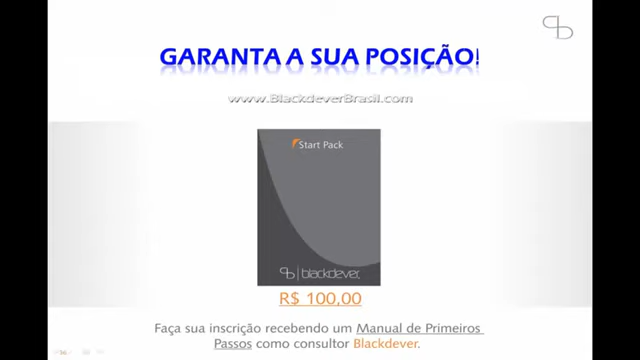 GARANTA A SUA POSIÇÃO!
www.BlackdeverBrasil.com
Start Pack
blackdever.
R$ 100,00
Faça sua inscrição recebendo um Manual de Primeiros
Passos como consultor Blackdever.